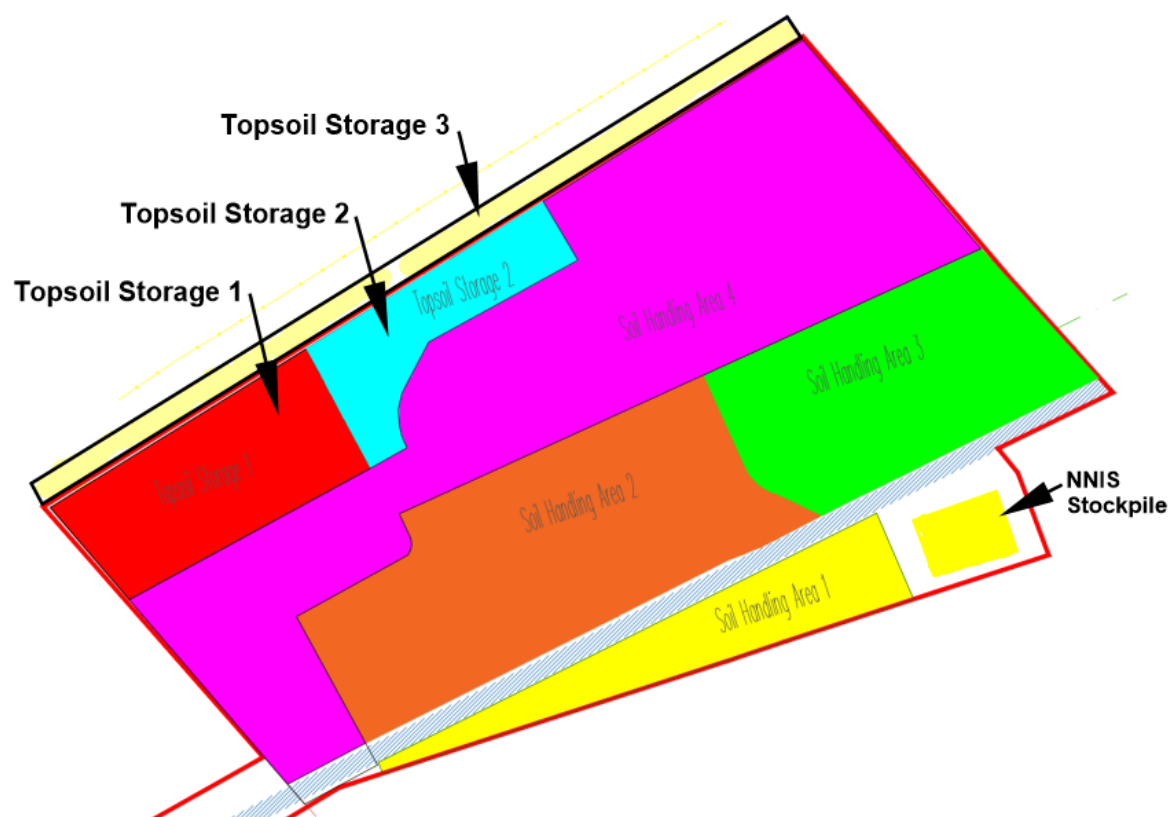 Topsoil Storage 3
Topsoil Storage 2
Topsoil Storage 1
Topsoil Storage 2
Soil Handling Area 4
Soil Handling Area 3
Topsoil Storage 1
Soil Handling Area 2
NNIS
Stockpile
Soil Handling Area 1